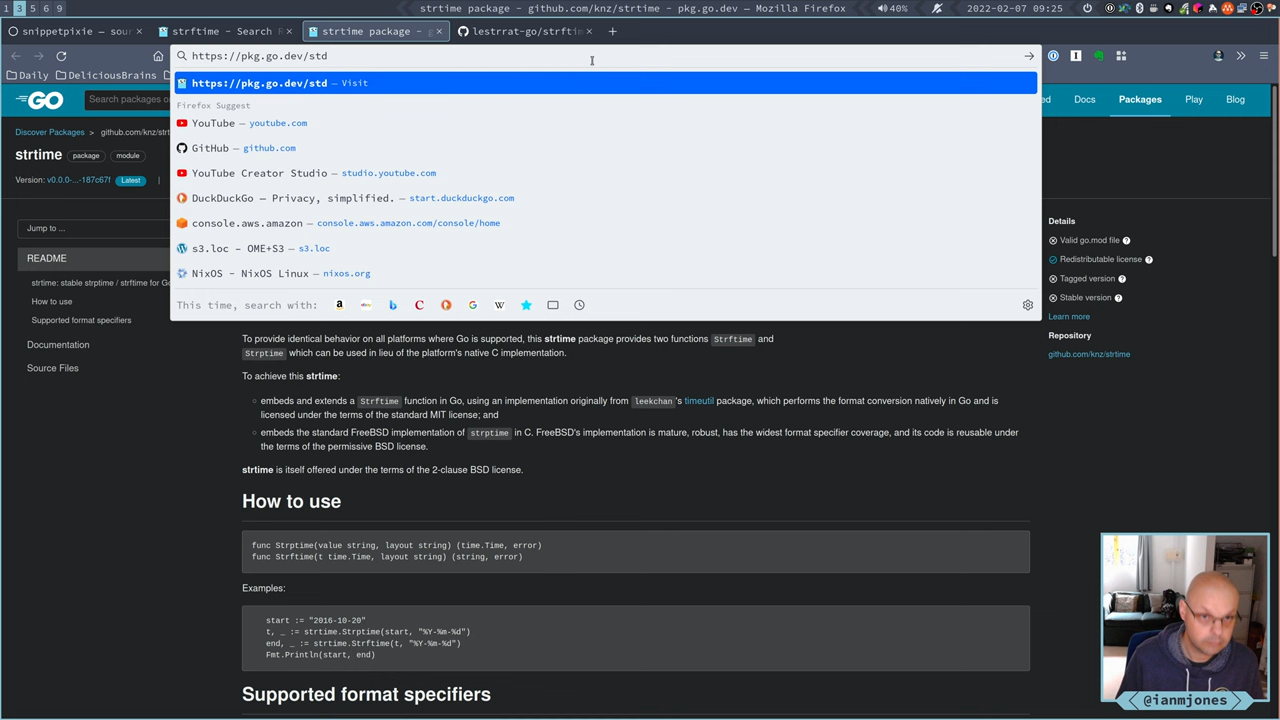 1 3 5 6 9
strtime package - github.com/knz/strtime - pkg.go.dev — Mozilla Firefox
40%
2022-02-07 09:25
snippetpixie — sour
strftime - Search R
strtime package - g
lestrrat-go/strftim
https://pkg.go.dev/std
Daily
DeliciousBrains
https://pkg.go.dev/std — Visit
Firefox Suggest
YouTube — youtube.com
GitHub — github.com
YouTube Creator Studio — studio.youtube.com
DuckDuckGo — Privacy, simplified. — start.duckduckgo.com
console.aws.amazon — console.aws.amazon.com/console/home
s3.loc – OME+S3 — s3.loc
NixOS - NixOS Linux — nixos.org
This time, search with:
GO
Search packages o
ed
Docs
Packages
Play
Blog
Discover Packages > github.com/knz/strt
strtime package module
Version: v0.0.0-...-187c67f Latest |
Jump to ...
README
strtime: stable strptime / strftime for Go
How to use
Supported format specifiers
Documentation
Source Files
To provide identical behavior on all platforms where Go is supported, this strtime package provides two functions Strftime and
Strptime which can be used in lieu of the platform's native C implementation.
To achieve this strtime:
embeds and extends a Strftime function in Go, using an implementation originally from leekchan's timeutil package, which performs the format conversion natively in Go and is
licensed under the terms of the standard MIT license; and
embeds the standard FreeBSD implementation of strptime in C. FreeBSD's implementation is mature, robust, has the widest format specifier coverage, and its code is reusable under
the terms of the permissive BSD license.
strtime is itself offered under the terms of the 2-clause BSD license.
How to use
func Strptime(value string, layout string) (time.Time, error)
func Strftime(t time.Time, layout string) (string, error)
Examples:
start := "2016-10-20"
t, _ := strtime.Strptime(start, "%Y-%m-%d")
end, _ := strtime.Strftime(t, "%Y-%m-%d")
Fmt.Println(start, end)
Supported format specifiers
Details
Valid go.mod file
Redistributable license
Tagged version
Stable version
Learn more
Repository
github.com/knz/strtime
@ianmjones